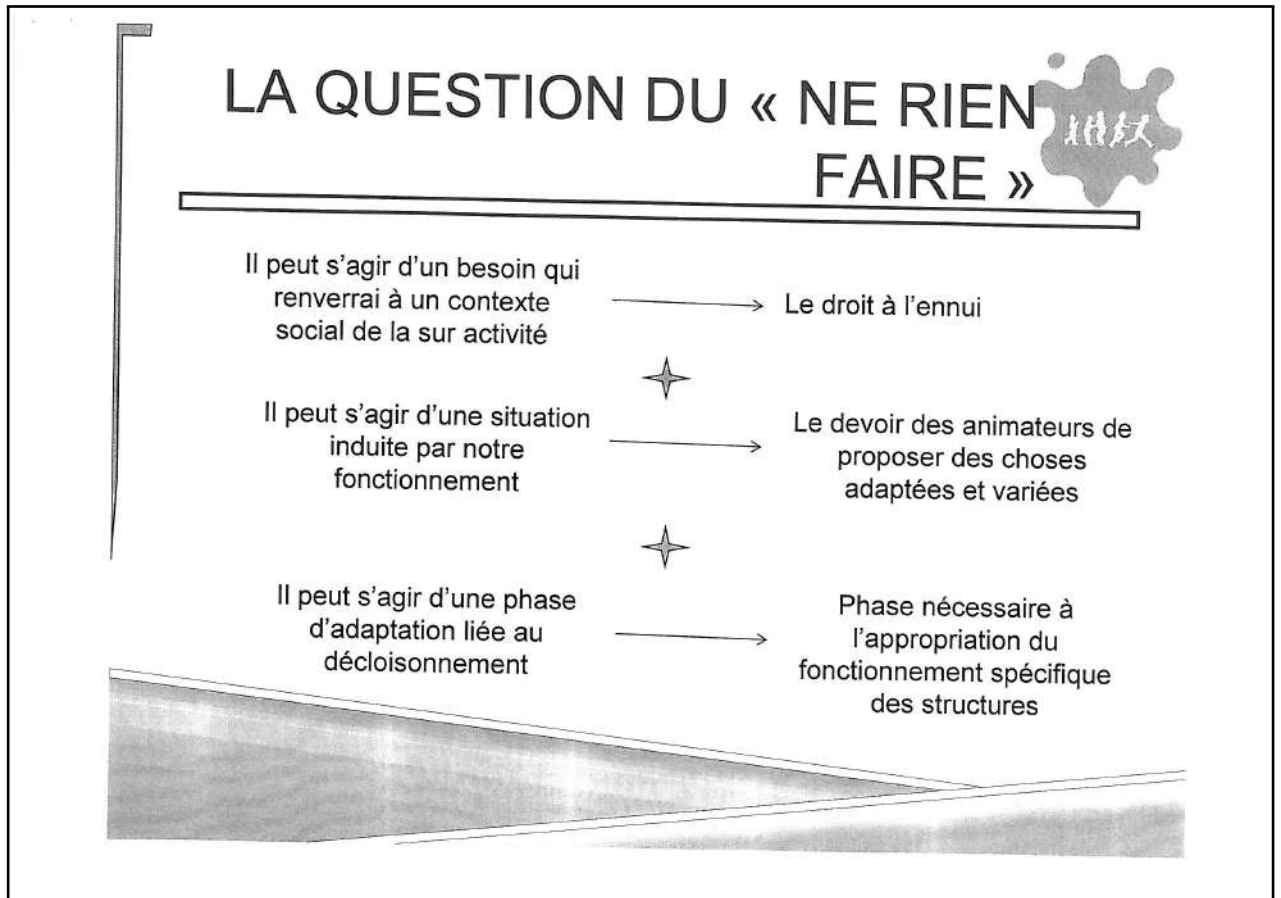 LA QUESTION DU « NE RIEN
FAIRE »
Il peut s'agir d'un besoin qui
renverrai à un contexte
social de la sur activité
Le droit à l'ennui
Il peut s'agir d'une situation
induite par notre
fonctionnement
Le devoir des animateurs de
proposer des choses
adaptées et variées
Il peut s'agir d'une phase
d'adaptation liée au
décloisonnement
Phase nécessaire à
l'appropriation du
fonctionnement spécifique
des structures